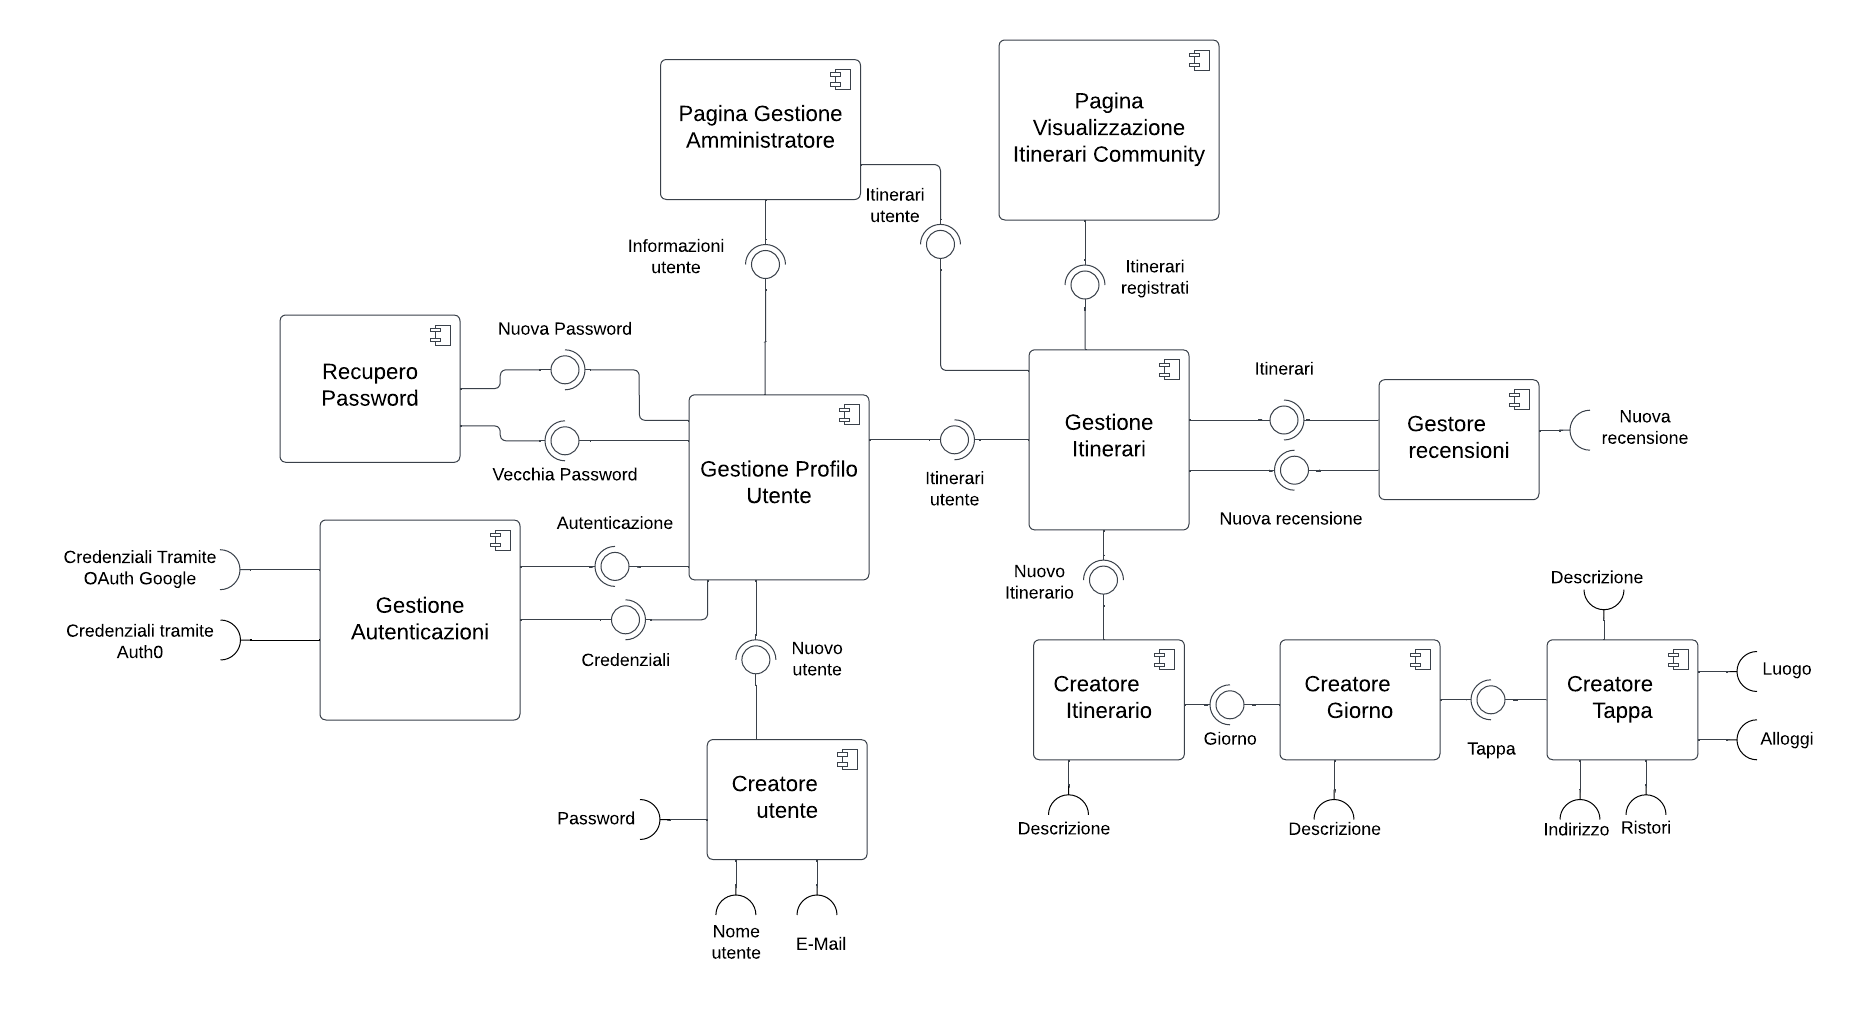 Pagina Gestione
Amministratore
Pagina
Visualizzazione
Itinerari Community
Itinerari
utente
Informazioni
utente
Itinerari
registrati
Nuova Password
Recupero
Password
Vecchia Password
Gestione Profilo
Utente
Itinerari
utente
Gestione
Itinerari
Itinerari
Gestore
recensioni
Nuova
recensione
Nuova recensione
Autenticazione
Credenziali Tramite
OAuth Google
Credenziali tramite
Auth0
Gestione
Autenticazioni
Credenziali
Nuovo
utente
Nuovo
Itinerario
Descrizione
Creatore
Itinerario
Giorno
Creatore
Giorno
Tappa
Creatore
Tappa
Luogo
Alloggi
Descrizione
Descrizione
Indirizzo
Ristori
Creatore
utente
Password
Nome
utente
E-Mail